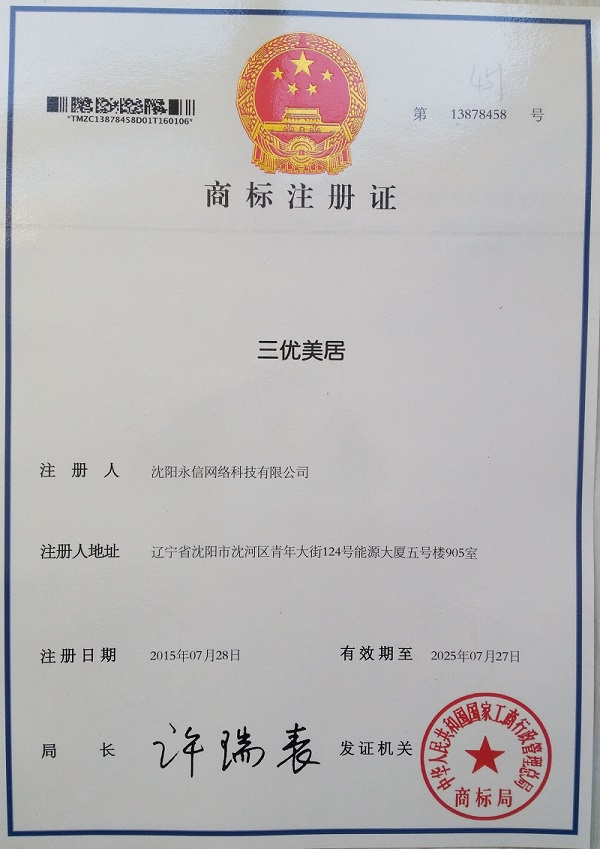 451
第 13878458 号
*TMZC13878458D01T160106*
商标注册证
三优美居
注 册 人 沈阳永信网络科技有限公司
注册人地址 辽宁省沈阳市沈河区青年大街124号能源大厦五号楼905室
注册日期 2015年07月28日 有效期至 2025年07月27日
局 长 许瑞表 发证机关
中华人民共和国国家工商行政管理总局
商标局